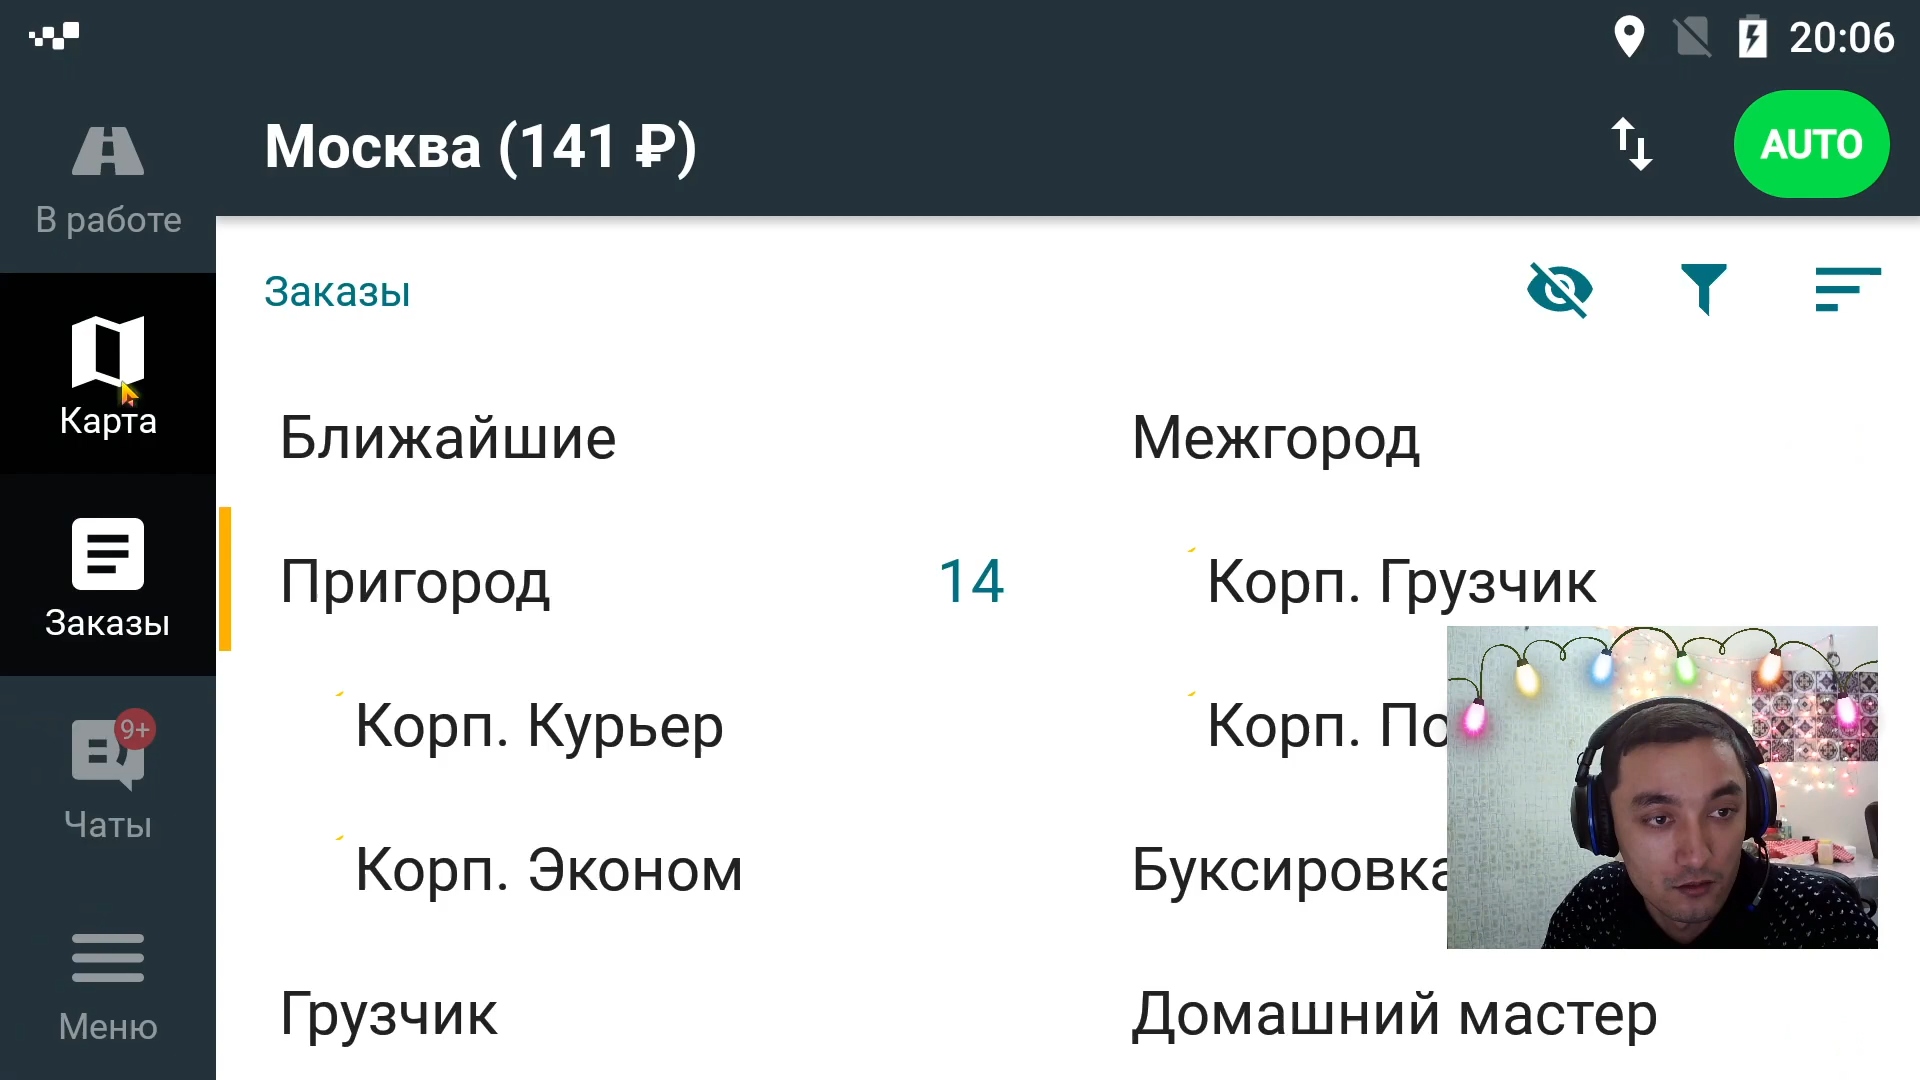 20:06
Москва (141 ₽)
AUTO
В работе
Карта
Заказы
9+
Чаты
Меню
Заказы
Ближайшие
Межгород
Пригород 14
Корп. Грузчик
Корп. Курьер
Корп. По
Корп. Эконом
Буксировка
Грузчик
Домашний мастер